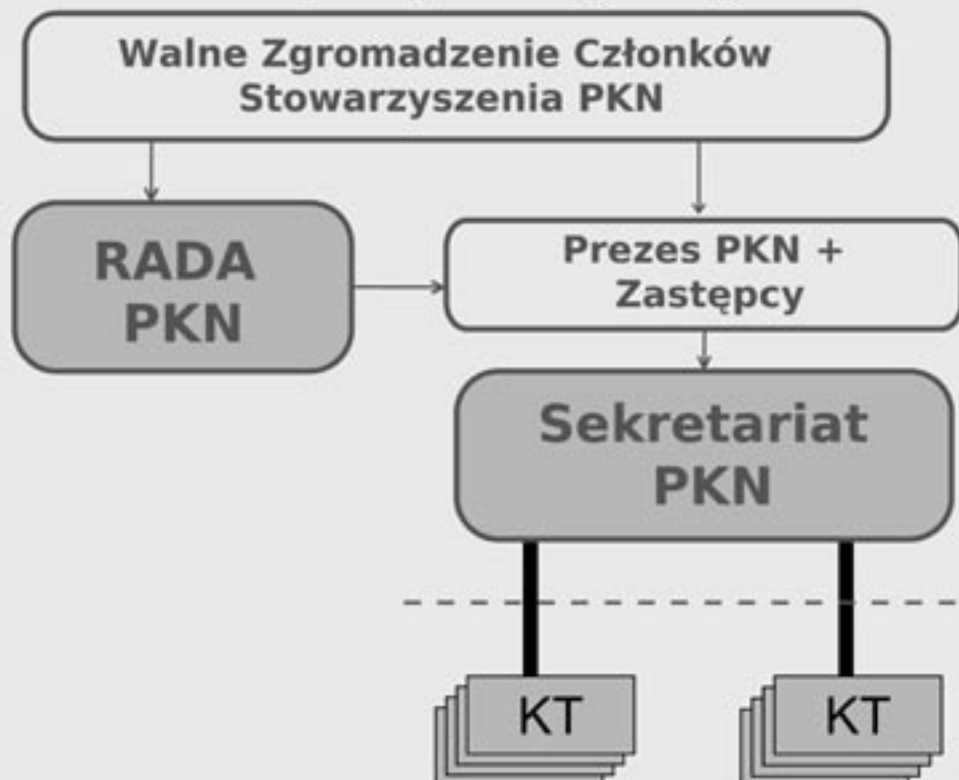 Walne Zgromadzenie Członków
Stowarzyszenia PKN
RADA
PKN
Prezes PKN +
Zastępcy
Sekretariat
PKN
KT
KT